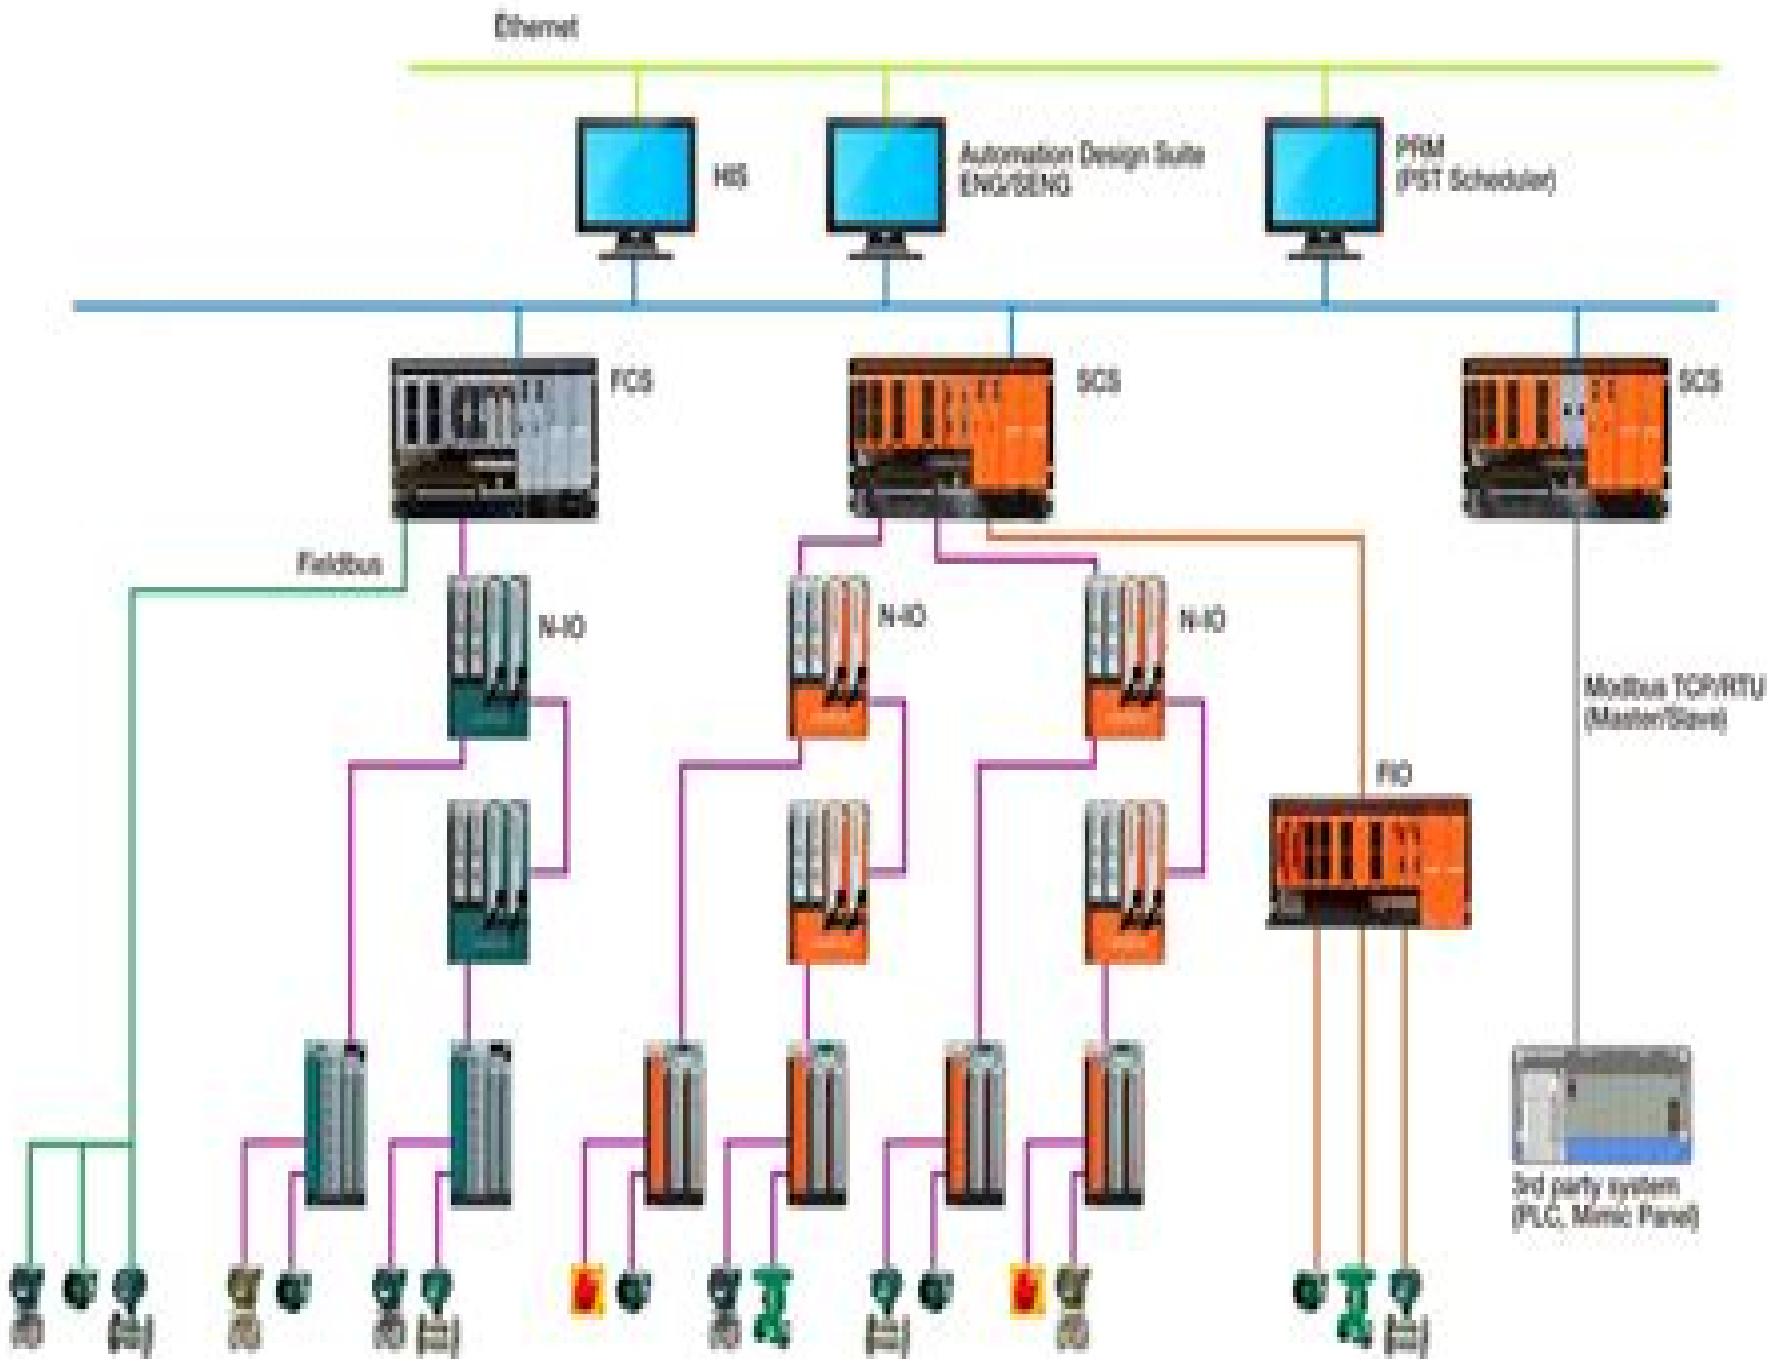 Ethernet
HIS
Automation Design Suite
ENG/SENG
PRM
(PST Scheduler)
FCS
SCS
SCS
Fieldbus
N-IO
N-IO
N-IO
Modbus TCP/RTU
(Master/Slave)
FIO
3rd party system
(PLC, Mimic Panel)